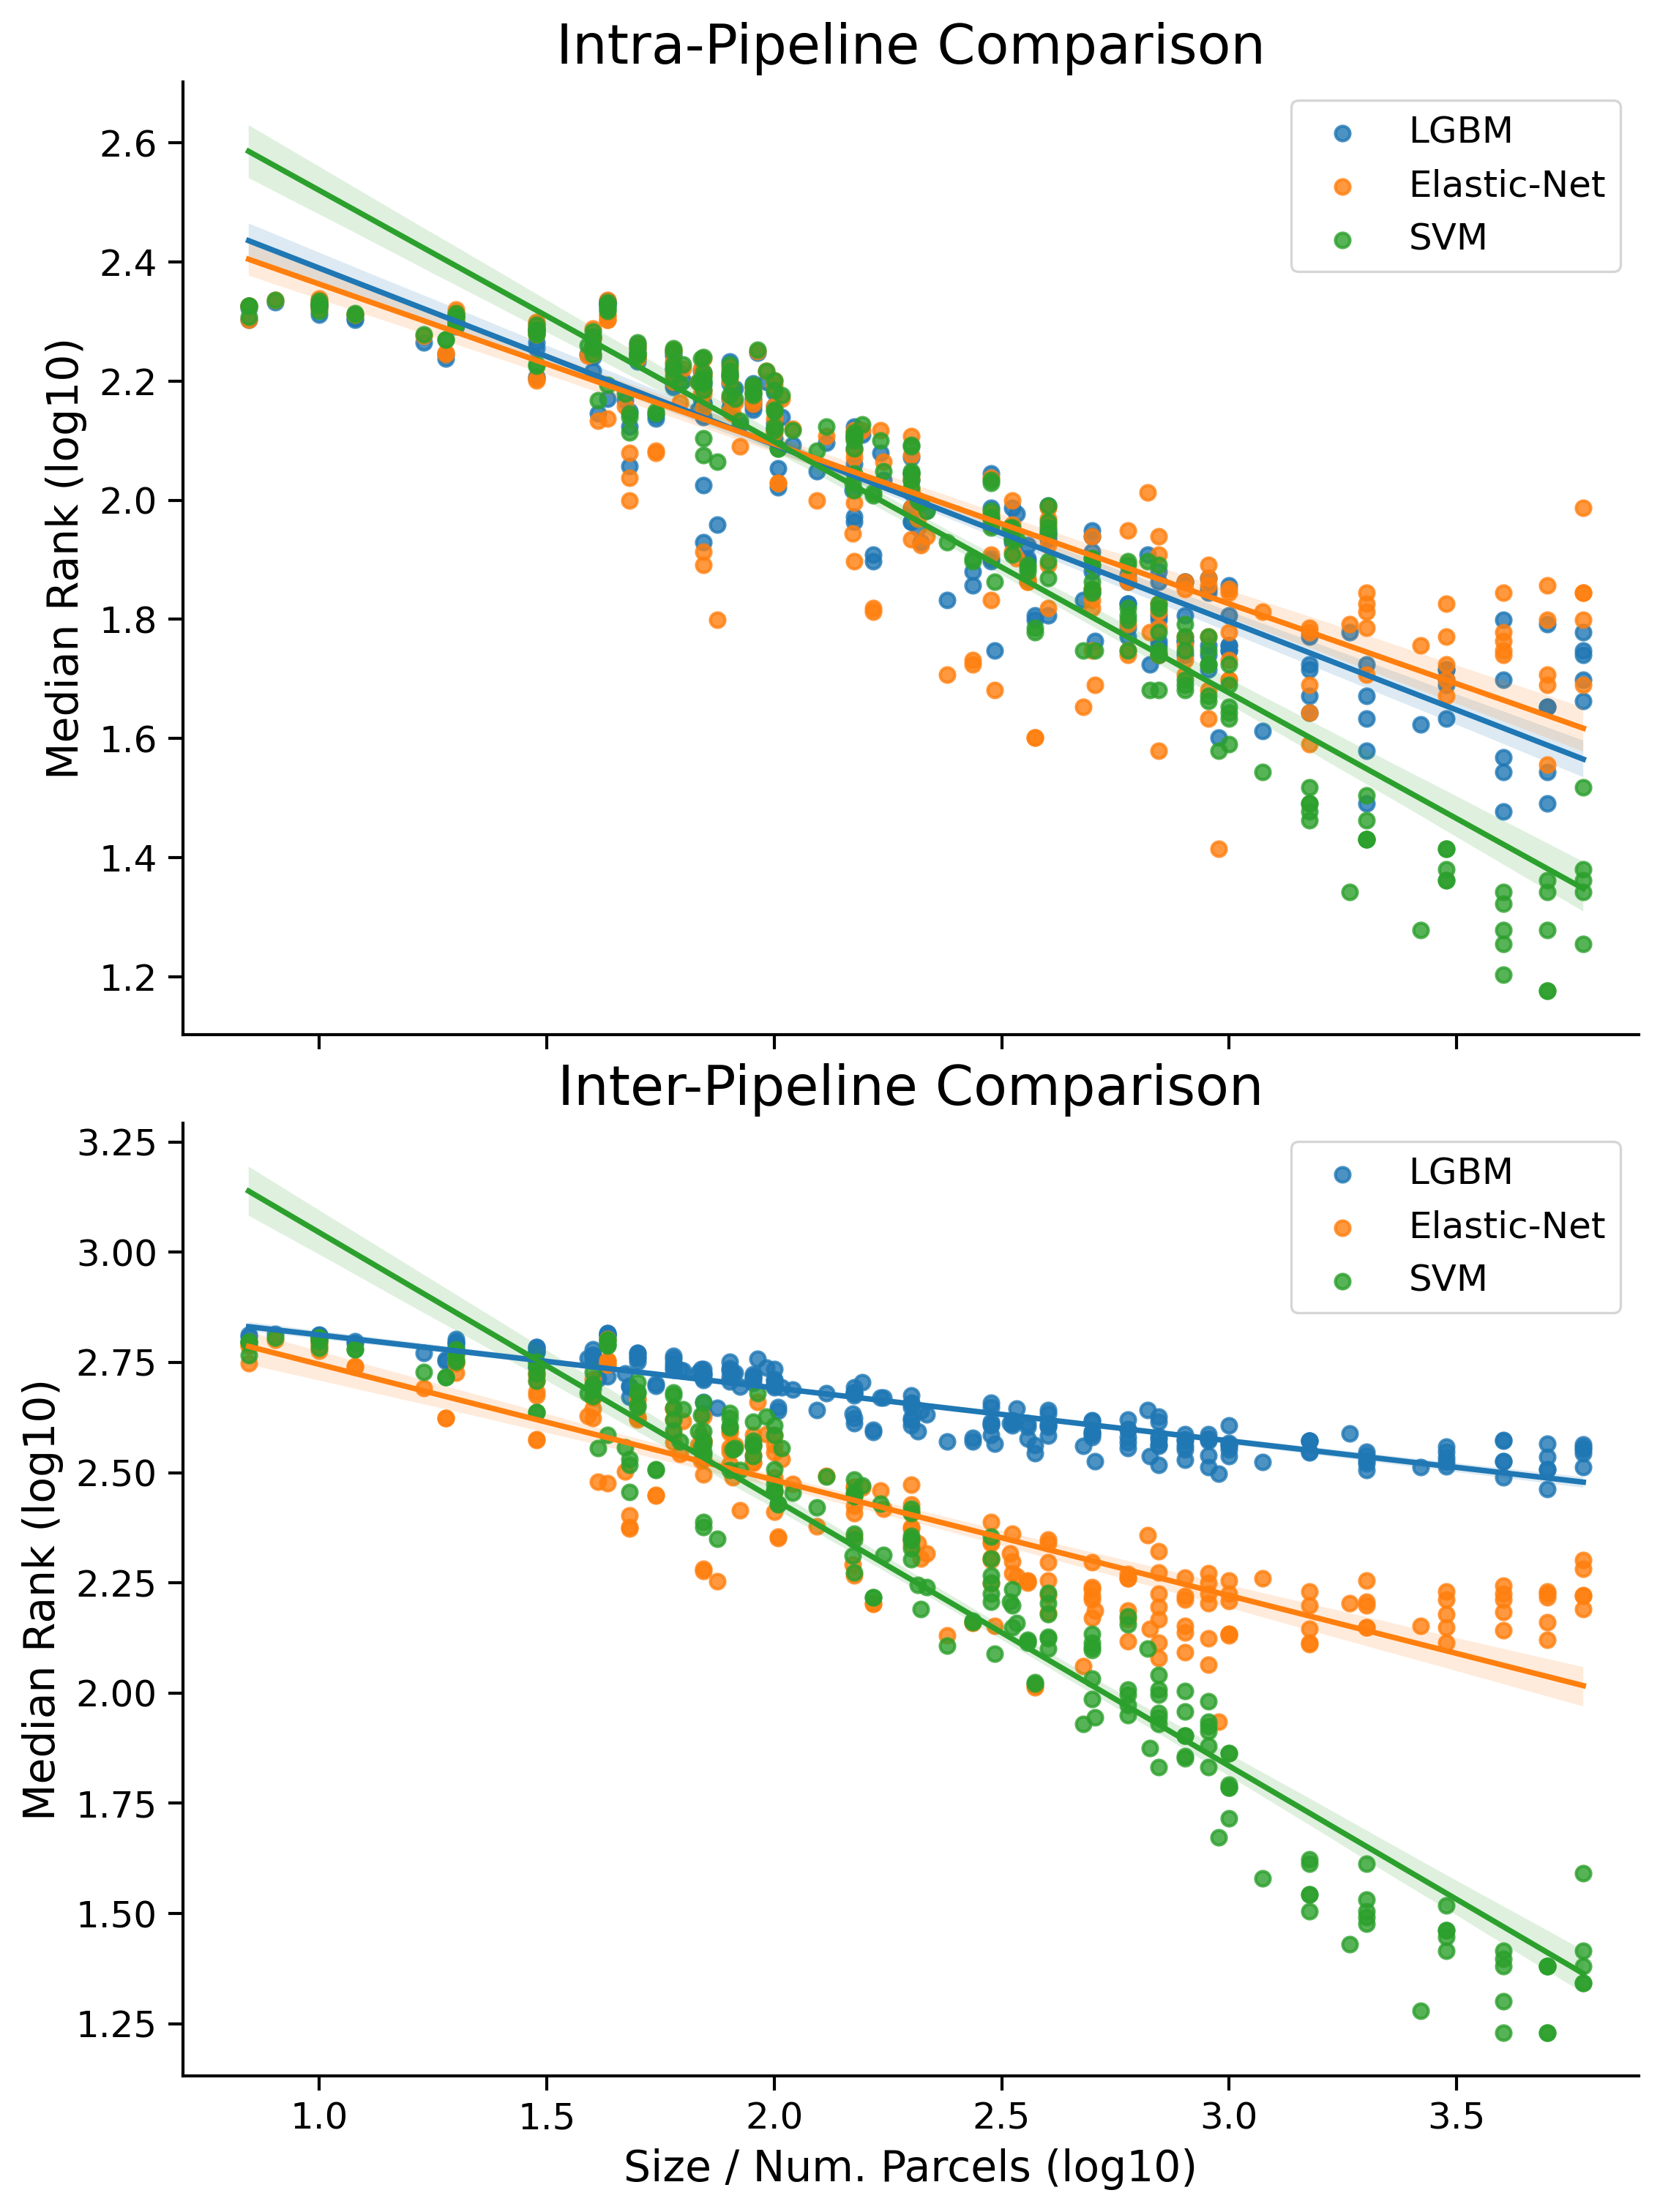 Intra-Pipeline Comparison
2.6
2.4
2.2
2.0
1.8
1.6
1.4
1.2
Median Rank (log10)
LGBM
Elastic-Net
SVM
Inter-Pipeline Comparison
3.25
3.00
2.75
2.50
2.25
2.00
1.75
1.50
1.25
Median Rank (log10)
LGBM
Elastic-Net
SVM
1.0 1.5 2.0 2.5 3.0 3.5
Size / Num. Parcels (log10)